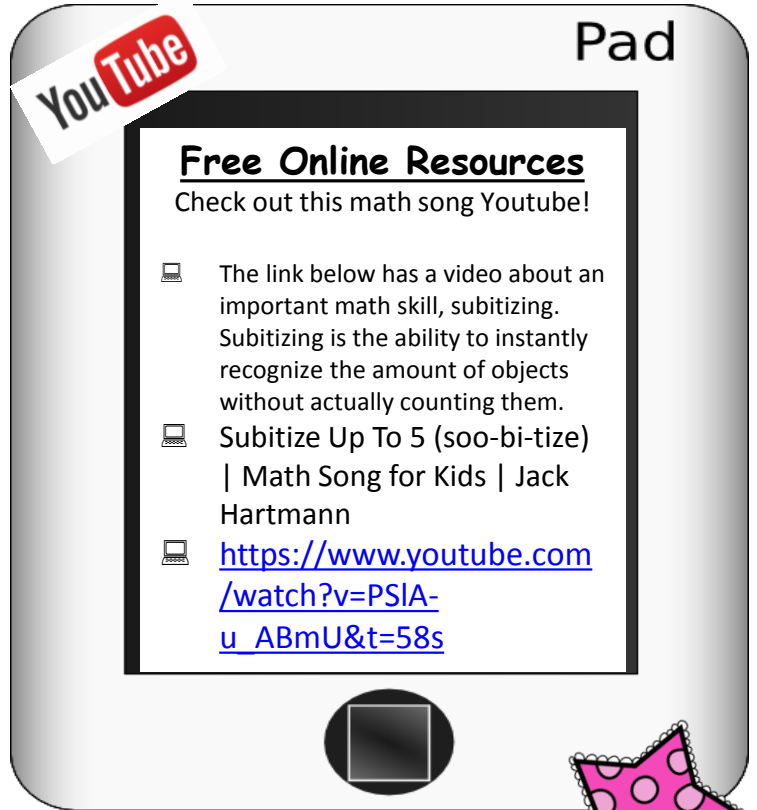 Pad
YouTube
Free Online Resources
Check out this math song Youtube!
The link below has a video about an
important math skill, subitizing.
Subitizing is the ability to instantly
recognize the amount of objects
without actually counting them.
Subitize Up To 5 (soo-bi-tize)
| Math Song for Kids | Jack
Hartmann
https://www.youtube.com
/watch?v=PSlA-
u_ABmU&t=58s